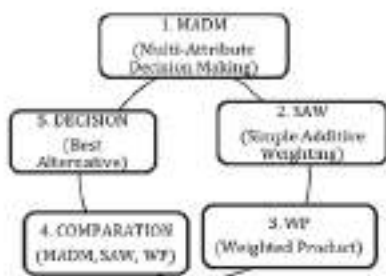 1. MADM
(Multi-Attribute
Decision Making)
2. SAW
(Simple Additive
Weighting)
3. WP
(Weighted Product)
4. COMPARATION
(MADM, SAW, WP)
5. DECISION
(Best
Alternative)